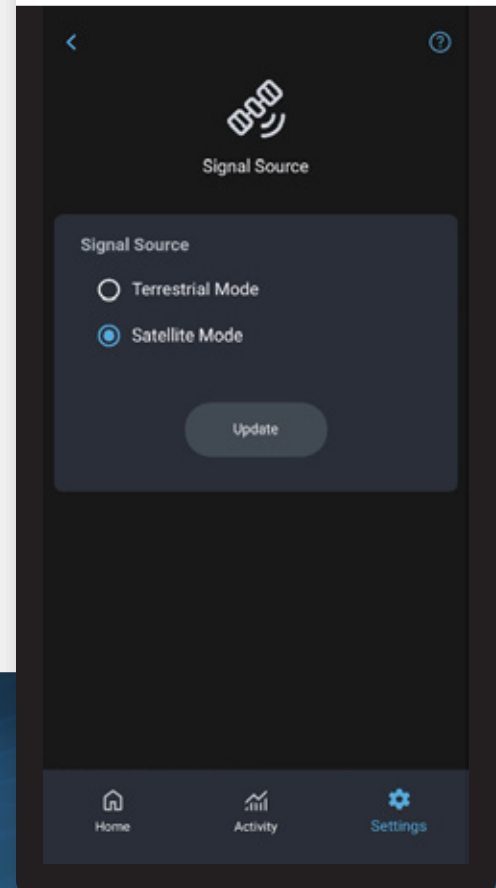 Signal Source
Signal Source
Terrestrial Mode
Satellite Mode
Update
Home
Activity
Settings